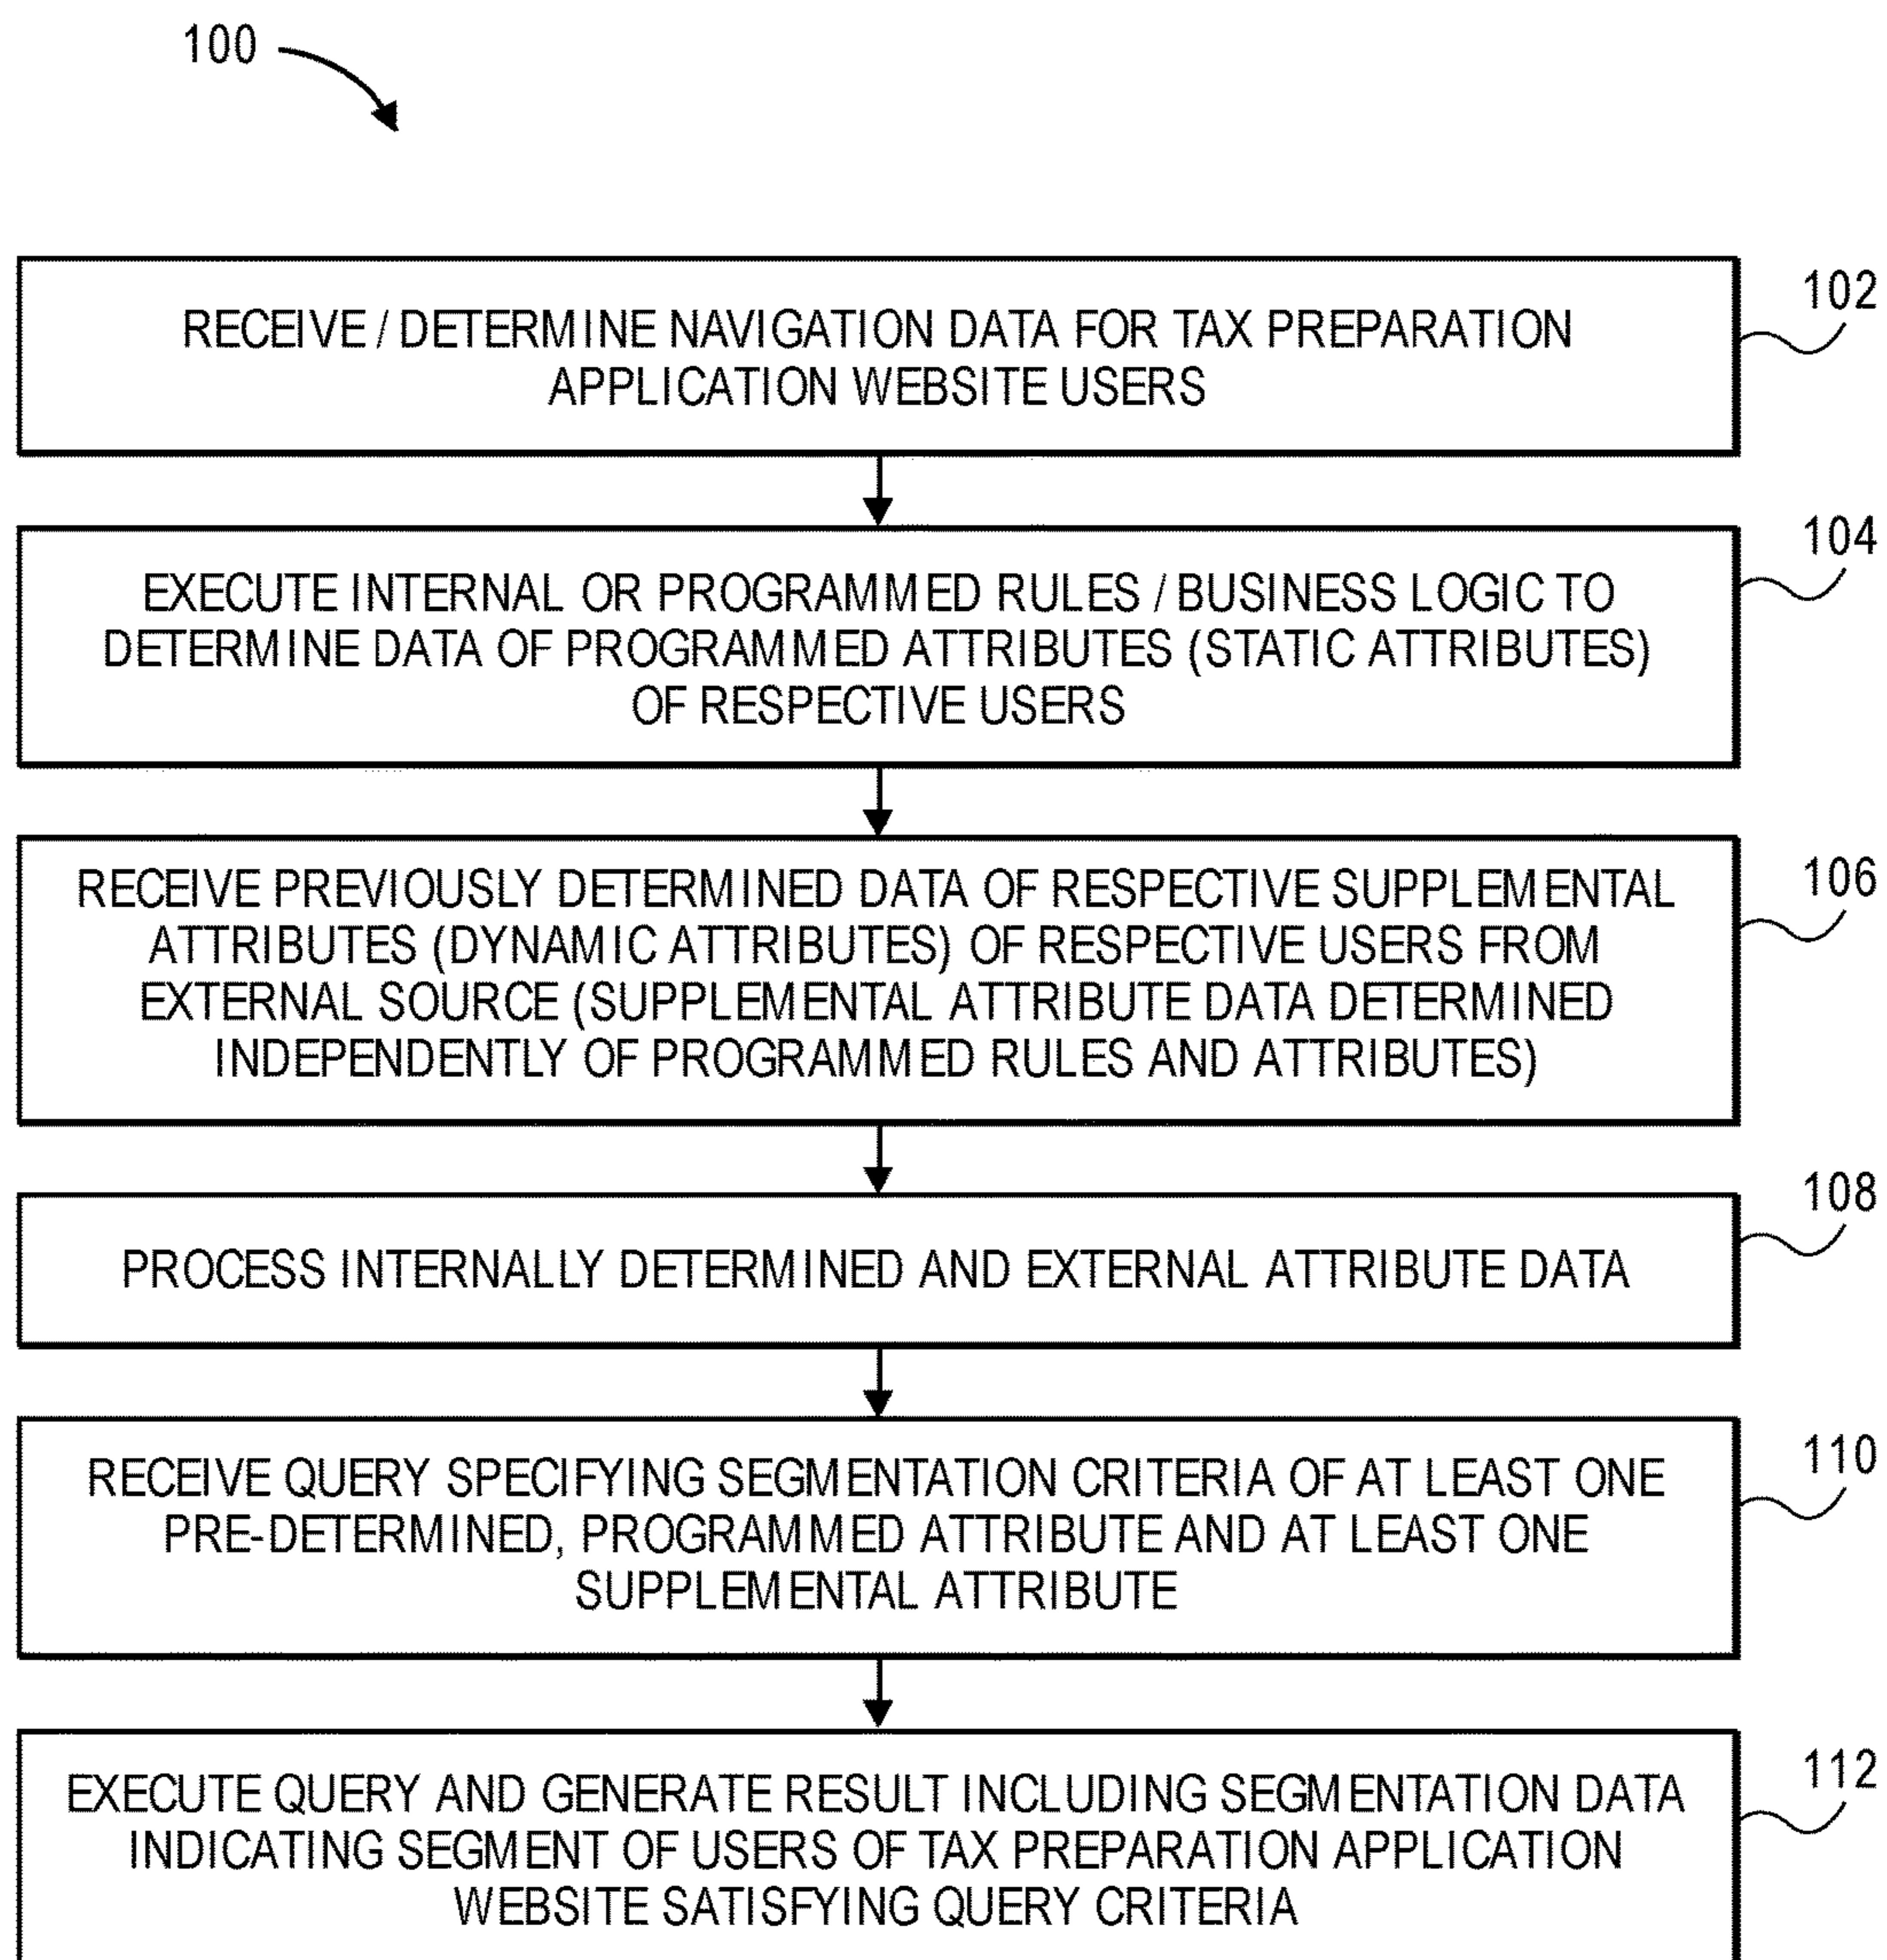 100
RECEIVE / DETERMINE NAVIGATION DATA FOR TAX PREPARATION
APPLICATION WEBSITE USERS
102
EXECUTE INTERNAL OR PROGRAMMED RULES / BUSINESS LOGIC TO
DETERMINE DATA OF PROGRAMMED ATTRIBUTES (STATIC ATTRIBUTES)
OF RESPECTIVE USERS
104
RECEIVE PREVIOUSLY DETERMINED DATA OF RESPECTIVE SUPPLEMENTAL
ATTRIBUTES (DYNAMIC ATTRIBUTES) OF RESPECTIVE USERS FROM
EXTERNAL SOURCE (SUPPLEMENTAL ATTRIBUTE DATA DETERMINED
INDEPENDENTLY OF PROGRAMMED RULES AND ATTRIBUTES)
106
PROCESS INTERNALLY DETERMINED AND EXTERNAL ATTRIBUTE DATA
108
RECEIVE QUERY SPECIFYING SEGMENTATION CRITERIA OF AT LEAST ONE
PRE-DETERMINED, PROGRAMMED ATTRIBUTE AND AT LEAST ONE
SUPPLEMENTAL ATTRIBUTE
110
EXECUTE QUERY AND GENERATE RESULT INCLUDING SEGMENTATION DATA
INDICATING SEGMENT OF USERS OF TAX PREPARATION APPLICATION
WEBSITE SATISFYING QUERY CRITERIA
112